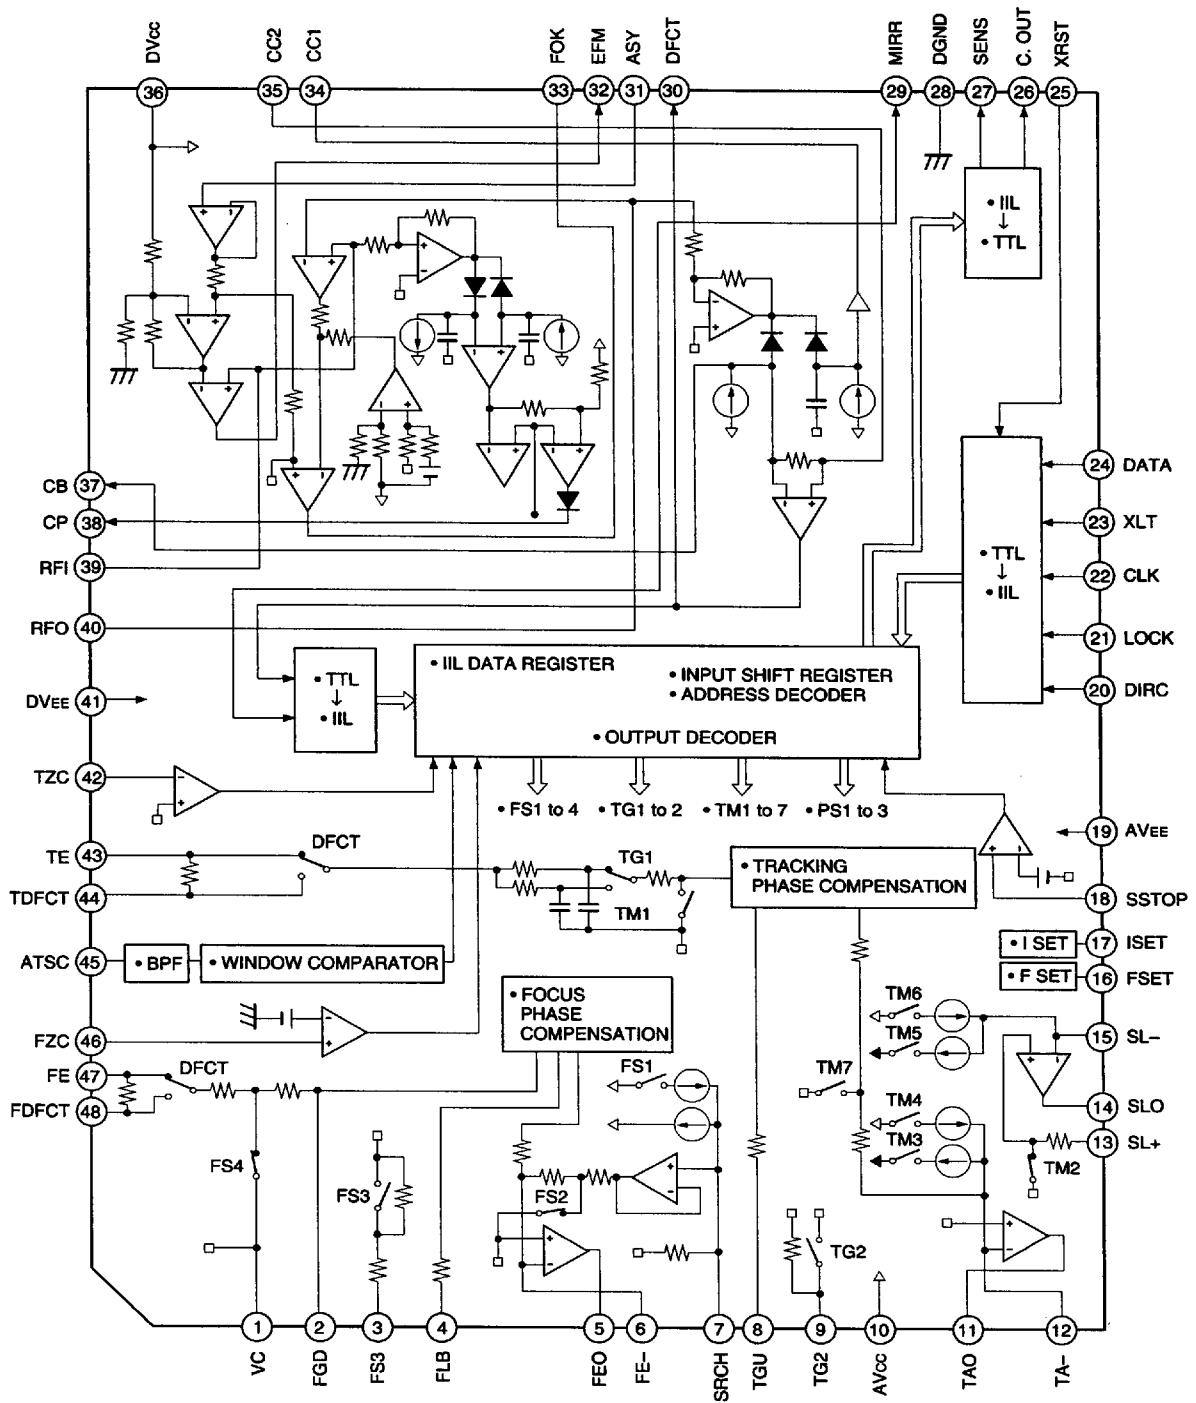 DVCC
CC2
CC1
FOK
EFM
ASY
DFCT
MIRR
DGND
SENS
C. OUT
XRST
36
35
34
33
32
31
30
29
28
27
26
25
• IIL
↓
• TTL
CB 37
CP 38
RFI 39
RFO 40
DVEE 41
TZC 42
TE 43
TDFCT 44
ATSC 45
FZC 46
FE 47
FDFCT 48
24 DATA
23 XLT
22 CLK
21 LOCK
20 DIRC
19 AVEE
18 SSTOP
17 ISET
16 FSET
15 SL–
14 SLO
13 SL+
• TTL
↓
• IIL
• TTL
↓
• IIL
• IIL DATA REGISTER
• INPUT SHIFT REGISTER
• ADDRESS DECODER
• OUTPUT DECODER
• FS1 to 4 • TG1 to 2 • TM1 to 7 • PS1 to 3
DFCT
TG1
TM1
• TRACKING
PHASE COMPENSATION
• BPF
• WINDOW COMPARATOR
• I SET
• F SET
• FOCUS
PHASE
COMPENSATION
DFCT
FS4
FS3
FS1
FS2
TM6
TM5
TM7
TM4
TM3
TM2
TG2
1
2
3
4
5
6
7
8
9
10
11
12
VC
FGD
FS3
FLB
FEO
FE–
SRCH
TGU
TG2
AVCC
TAO
TA–